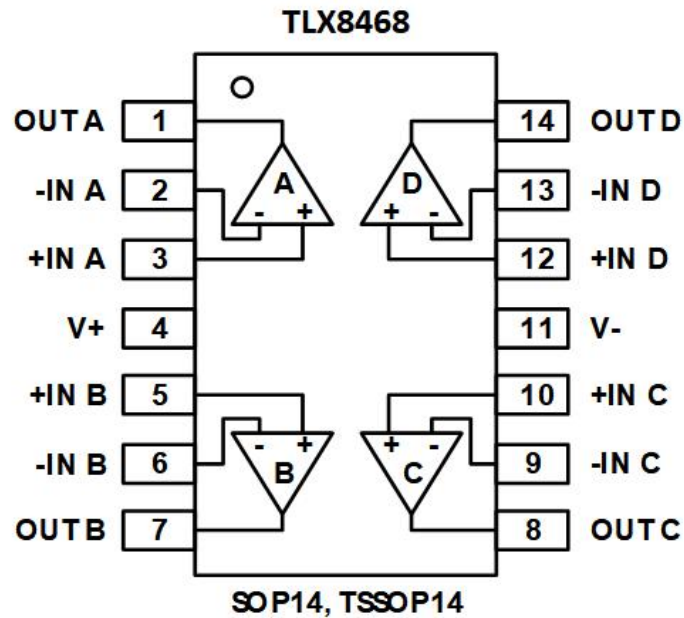 TLX8468
OUT A 1 14 OUT D
-IN A 2 A D 13 -IN D
- + + -
+IN A 3 12 +IN D
V+ 4 11 V-
+IN B 5 10 +IN C
- + + -
-IN B 6 B C 9 -IN C
OUT B 7 8 OUT C
SOP14, TSSOP14